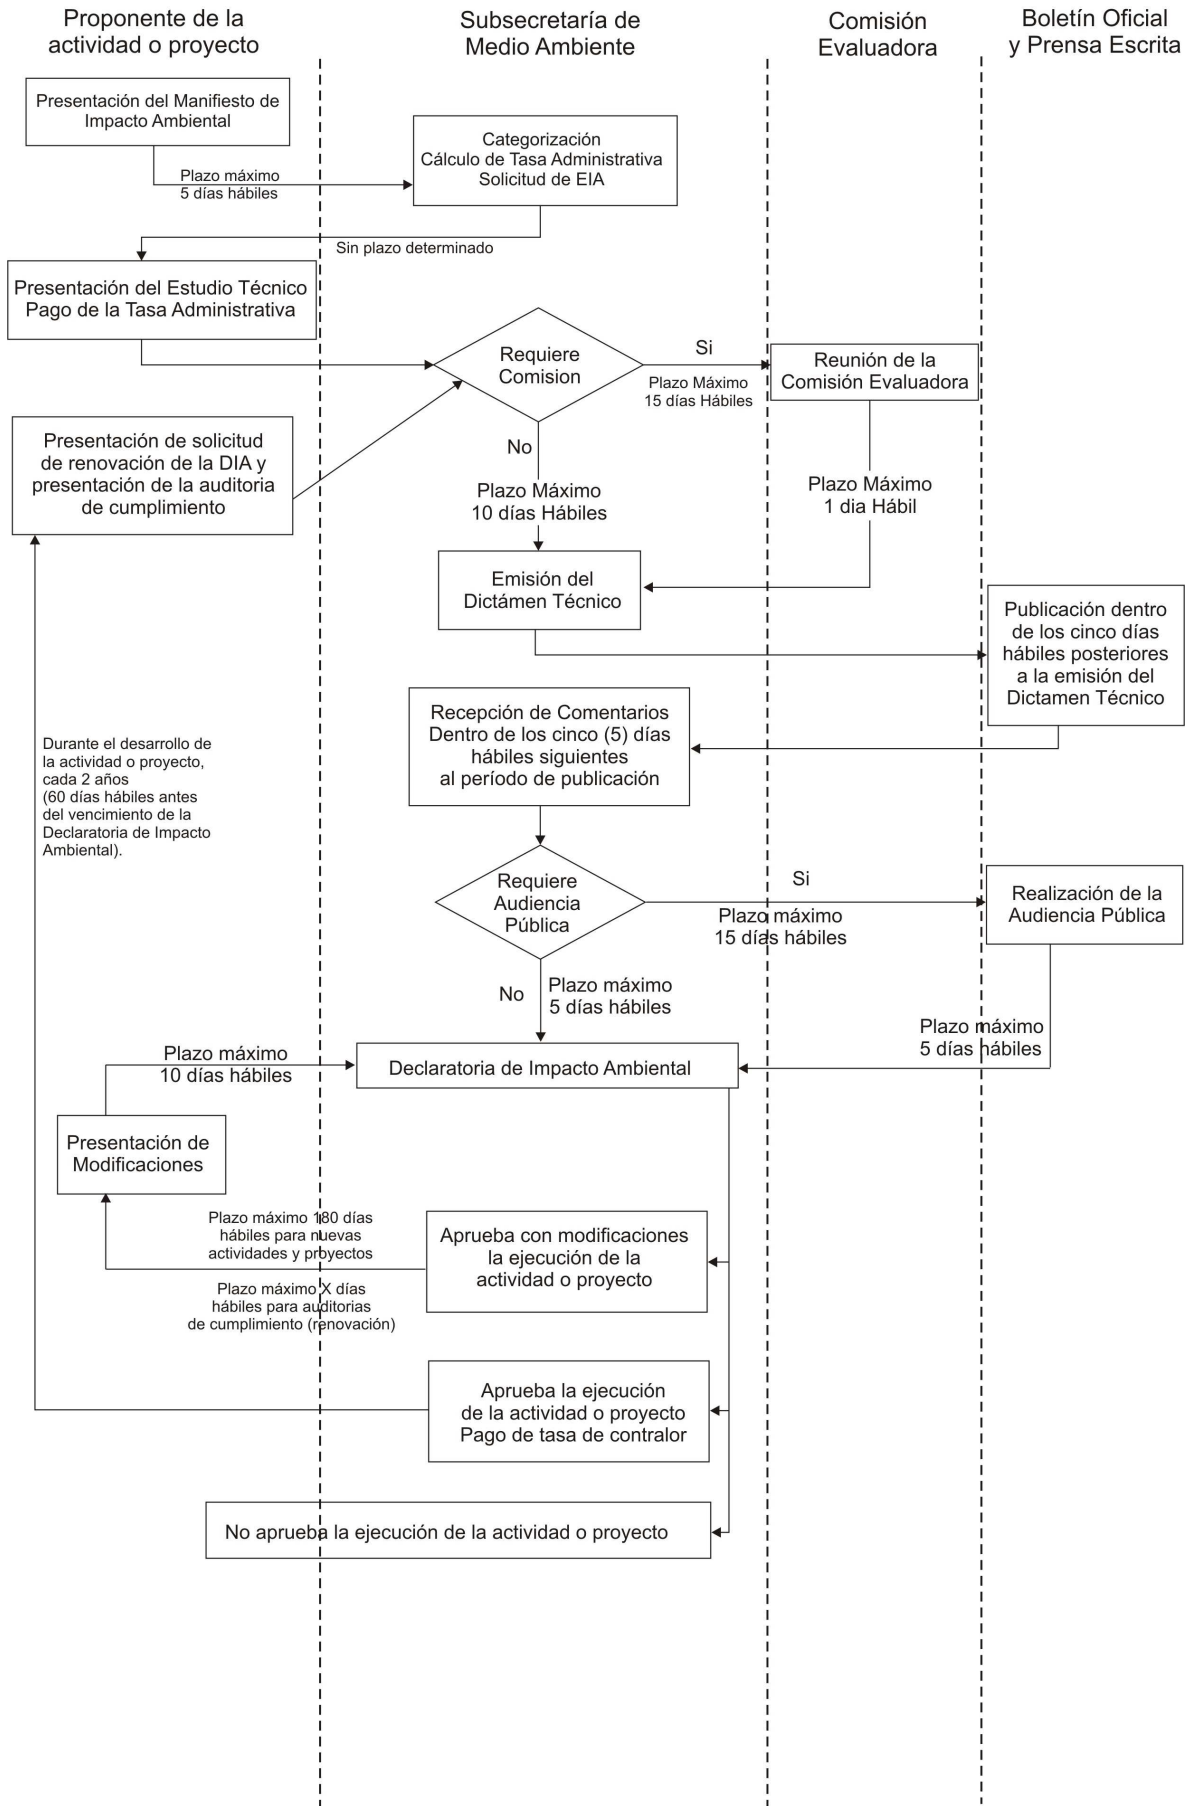 Proponente de la
actividad o proyecto
Subsecretaría de
Medio Ambiente
Comisión
Evaluadora
Boletín Oficial
y Prensa Escrita
Presentación del Manifiesto de
Impacto Ambiental
Plazo máximo
5 días hábiles
Categorización
Cálculo de Tasa Administrativa
Solicitud de EIA
Sin plazo determinado
Presentación del Estudio Técnico
Pago de la Tasa Administrativa
Requiere
Comision
Si
Plazo Máximo
15 días Hábiles
Reunión de la
Comisión Evaluadora
Presentación de solicitud
de renovación de la DIA y
presentación de la auditoria
de cumplimiento
No
Plazo Máximo
10 días Hábiles
Plazo Máximo
1 dia Hábil
Emisión del
Dictámen Técnico
Publicación dentro
de los cinco días
hábiles posteriores
a la emisión del
Dictamen Técnico
Recepción de Comentarios
Dentro de los cinco (5) días
hábiles siguientes
al período de publicación
Durante el desarrollo de
la actividad o proyecto,
cada 2 años
(60 días hábiles antes
del vencimiento de la
Declaratoria de Impacto
Ambiental).
Requiere
Audiencia
Pública
Si
Plazo máximo
15 días hábiles
Realización de la
Audiencia Pública
No
Plazo máximo
5 días hábiles
Plazo máximo
5 días hábiles
Plazo máximo
10 días hábiles
Declaratoria de Impacto Ambiental
Presentación de
Modificaciones
Plazo máximo 180 días
hábiles para nuevas
actividades y proyectos
Plazo máximo X días
hábiles para auditorias
de cumplimiento (renovación)
Aprueba con modificaciones
la ejecución de la
actividad o proyecto
Aprueba la ejecución
de la actividad o proyecto
Pago de tasa de contralor
No aprueba la ejecución de la actividad o proyecto